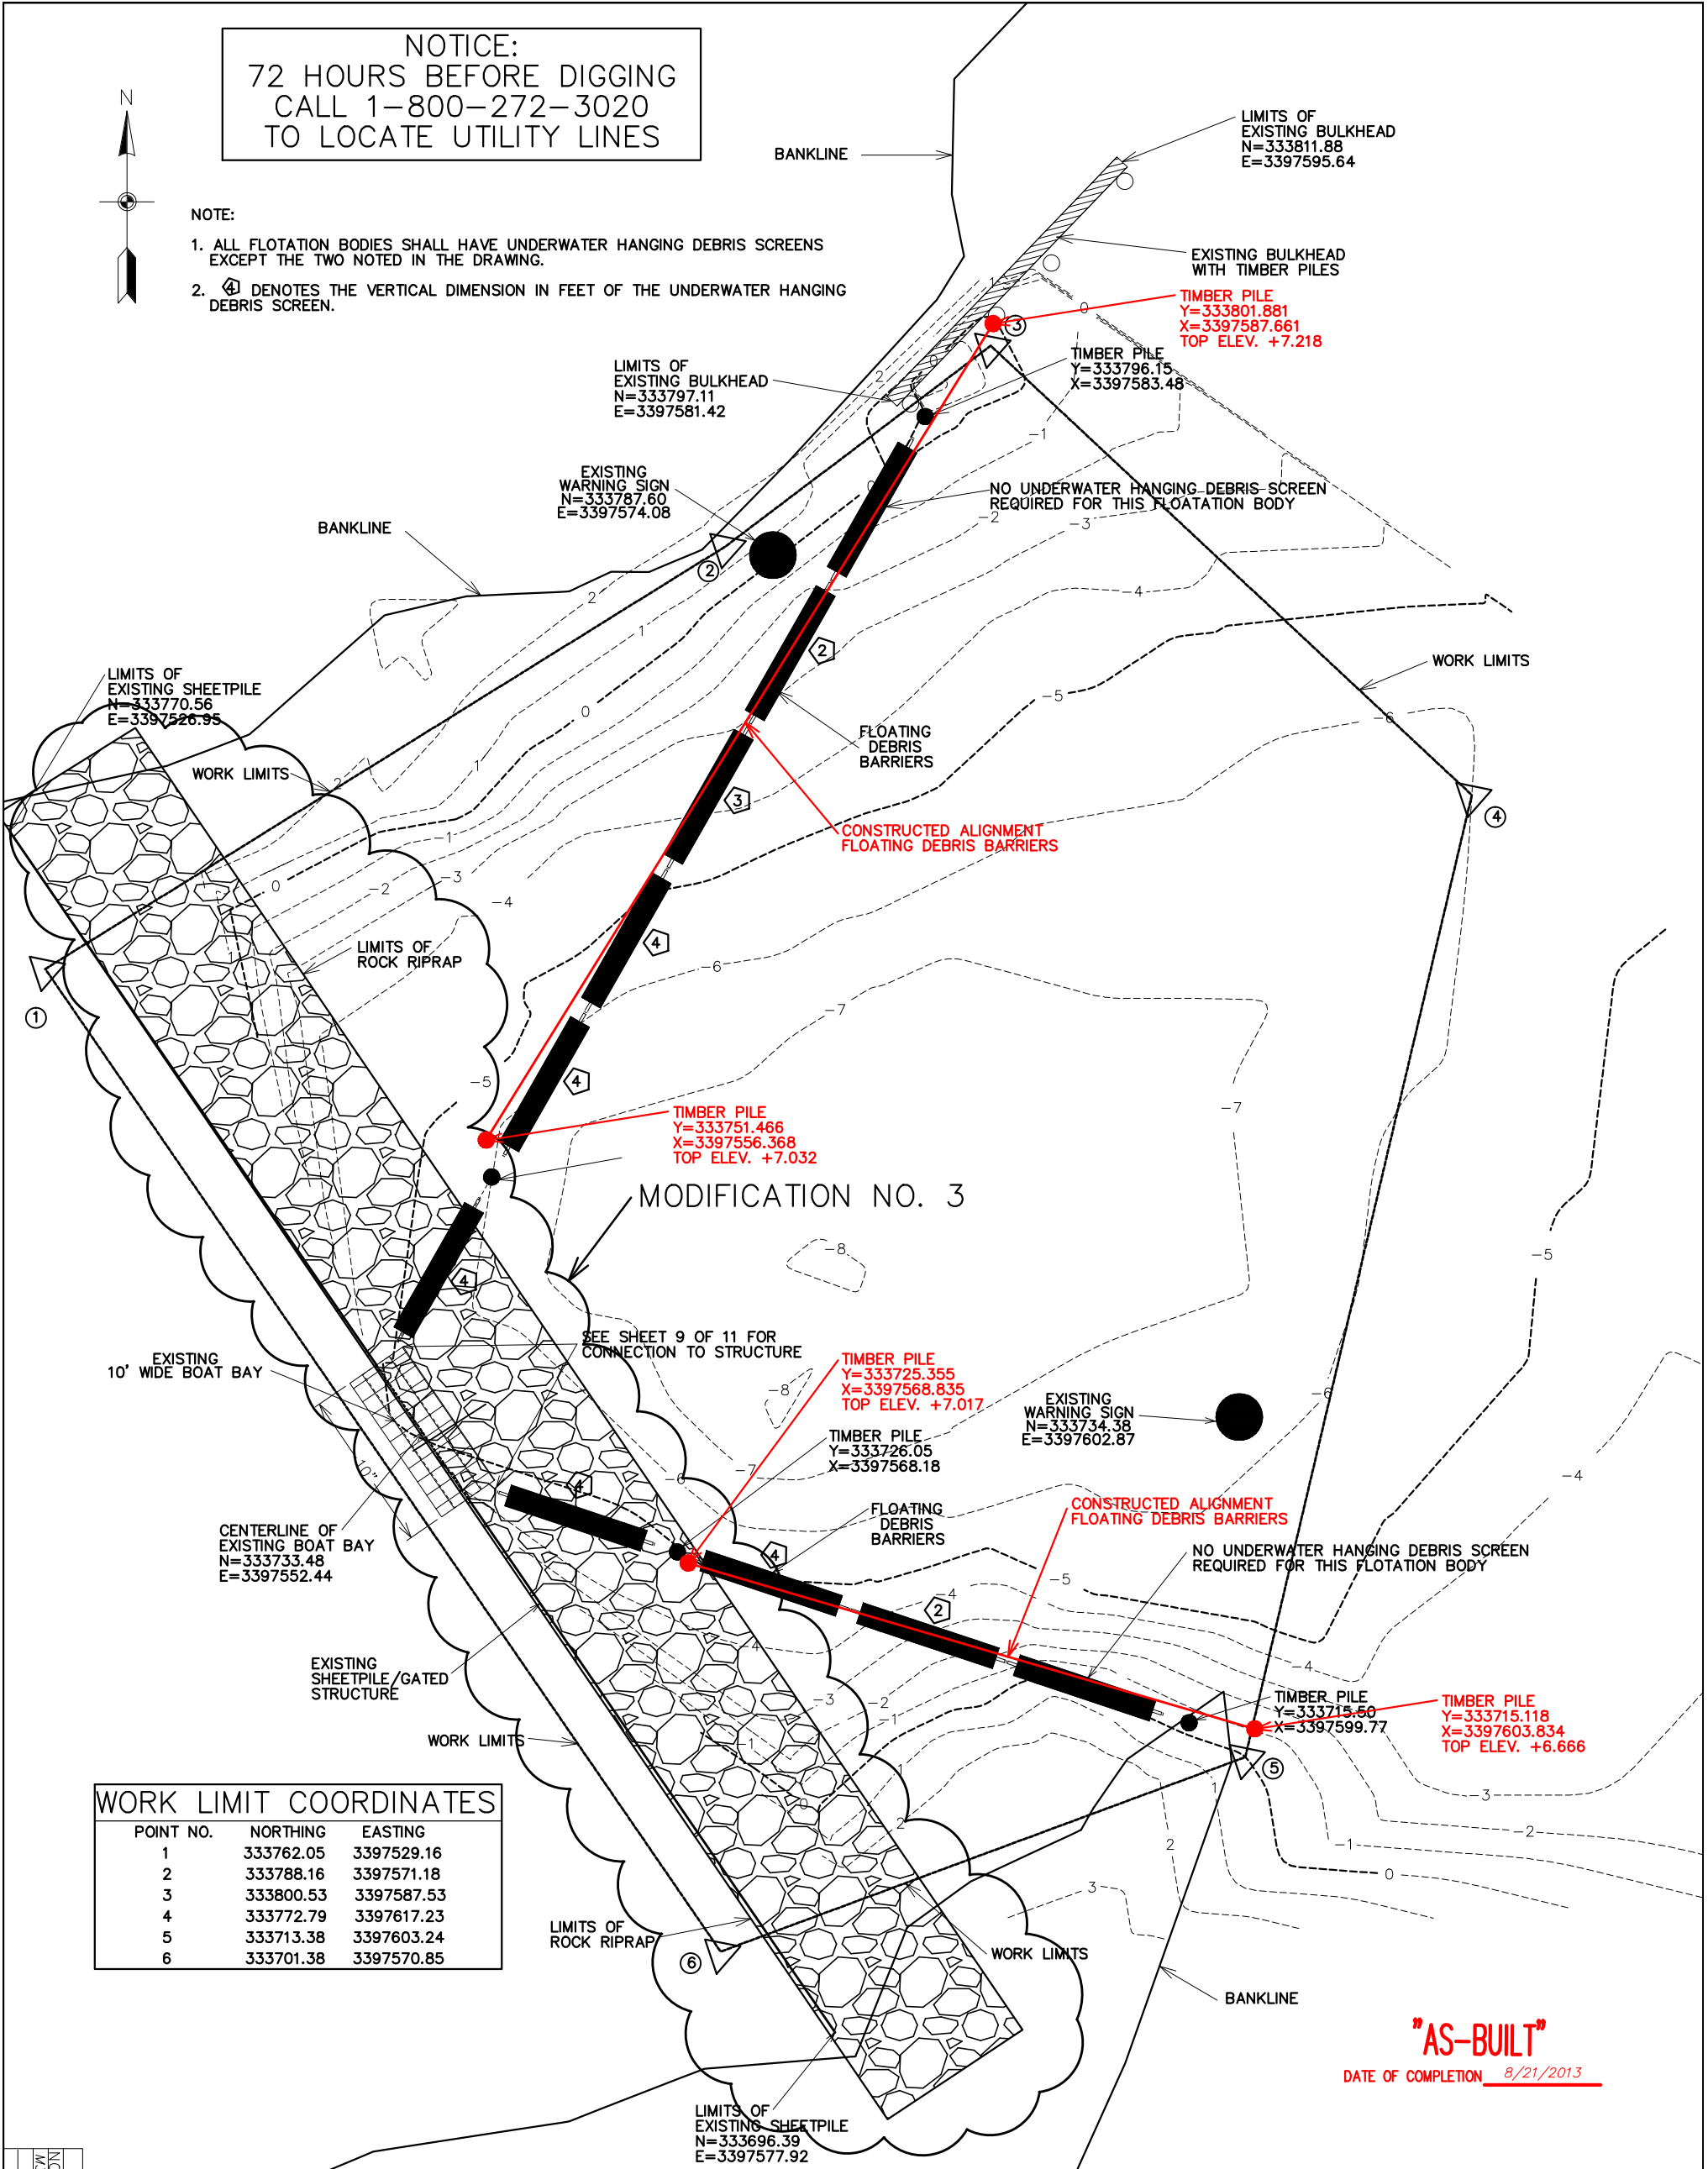 NOTICE:
72 HOURS BEFORE DIGGING
CALL 1-800-272-3020
TO LOCATE UTILITY LINES
N
NOTE:
1. ALL FLOTATION BODIES SHALL HAVE UNDERWATER HANGING DEBRIS SCREENS
EXCEPT THE TWO NOTED IN THE DRAWING.
2. 4 DENOTES THE VERTICAL DIMENSION IN FEET OF THE UNDERWATER HANGING
DEBRIS SCREEN.
BANKLINE
LIMITS OF
EXISTING BULKHEAD
N=333811.88
E=3397595.64
EXISTING BULKHEAD
WITH TIMBER PILES
TIMBER PILE
Y=333801.881
X=3397587.661
TOP ELEV. +7.218
3
TIMBER PILE
Y=333796.15
X=3397583.48
LIMITS OF
EXISTING BULKHEAD
N=333797.11
E=3397581.42
EXISTING
WARNING SIGN
N=333787.60
E=3397574.08
NO UNDERWATER HANGING DEBRIS SCREEN
REQUIRED FOR THIS FLOATATION BODY
BANKLINE
2
2
WORK LIMITS
LIMITS OF
EXISTING SHEETPILE
N=333770.56
E=3397526.95
FLOATING
DEBRIS
BARRIERS
WORK LIMITS
3
4
CONSTRUCTED ALIGNMENT
FLOATING DEBRIS BARRIERS
4
LIMITS OF
ROCK RIPRAP
1
4
TIMBER PILE
Y=333751.466
X=3397556.368
TOP ELEV. +7.032
MODIFICATION NO. 3
4
SEE SHEET 9 OF 11 FOR
CONNECTION TO STRUCTURE
EXISTING
10' WIDE BOAT BAY
TIMBER PILE
Y=333725.355
X=3397568.835
TOP ELEV. +7.017
EXISTING
WARNING SIGN
N=333734.38
E=3397602.87
TIMBER PILE
Y=333726.05
X=3397568.18
10"
4
FLOATING
DEBRIS
BARRIERS
CONSTRUCTED ALIGNMENT
FLOATING DEBRIS BARRIERS
CENTERLINE OF
EXISTING BOAT BAY
N=333733.48
E=3397552.44
NO UNDERWATER HANGING DEBRIS SCREEN
REQUIRED FOR THIS FLOTATION BODY
4
2
EXISTING
SHEETPILE/GATED
STRUCTURE
TIMBER PILE
Y=333715.50
X=3397599.77
TIMBER PILE
Y=333715.118
X=3397603.834
TOP ELEV. +6.666
WORK LIMITS
5
WORK LIMIT COORDINATES
POINT NO. NORTHING EASTING
1 333762.05 3397529.16
2 333788.16 3397571.18
3 333800.53 3397587.53
4 333772.79 3397617.23
5 333713.38 3397603.24
6 333701.38 3397570.85
LIMITS OF
ROCK RIPRAP
6
WORK LIMITS
BANKLINE
"AS-BUILT"
DATE OF COMPLETION 8/21/2013
LIMITS OF
EXISTING SHEETPILE
N=333696.39
E=3397577.92